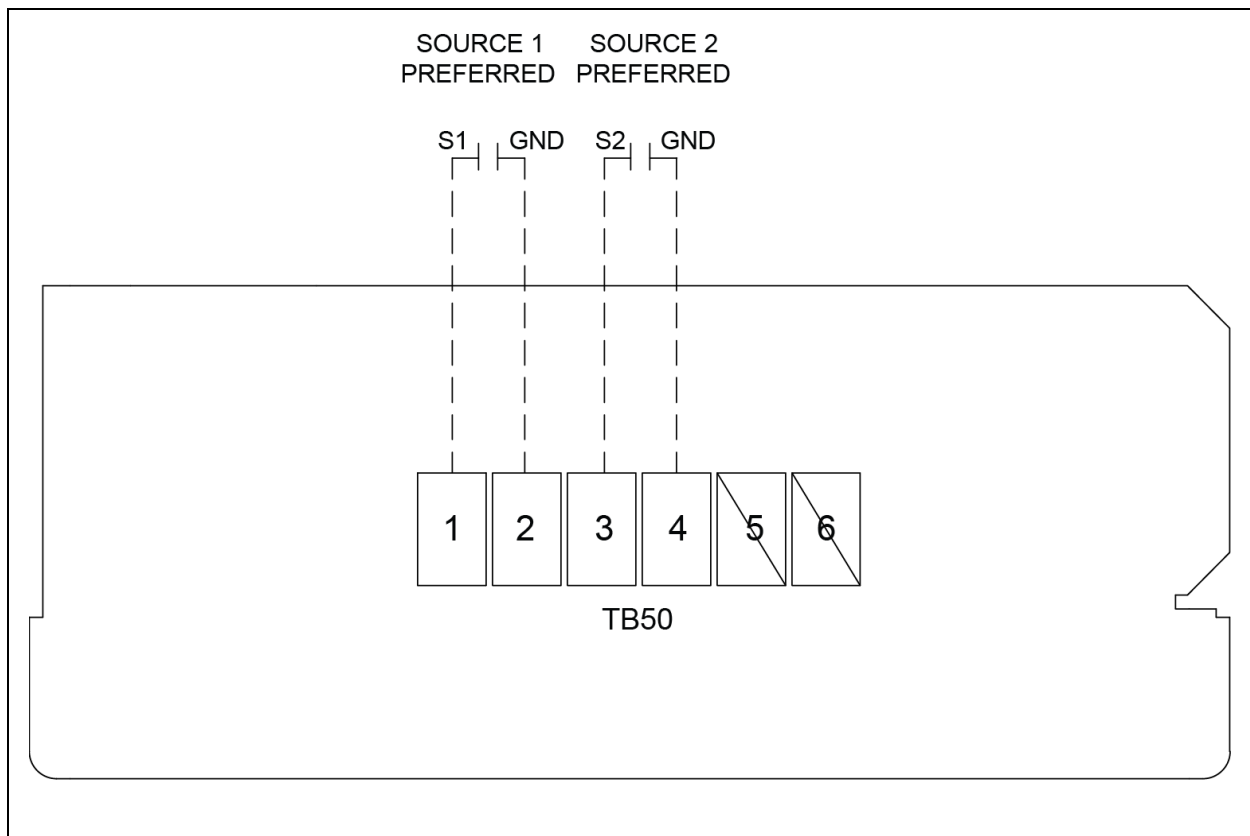 SOURCE 1
PREFERRED
SOURCE 2
PREFERRED
S1 GND S2 GND
1 2 3 4 5 6
TB50